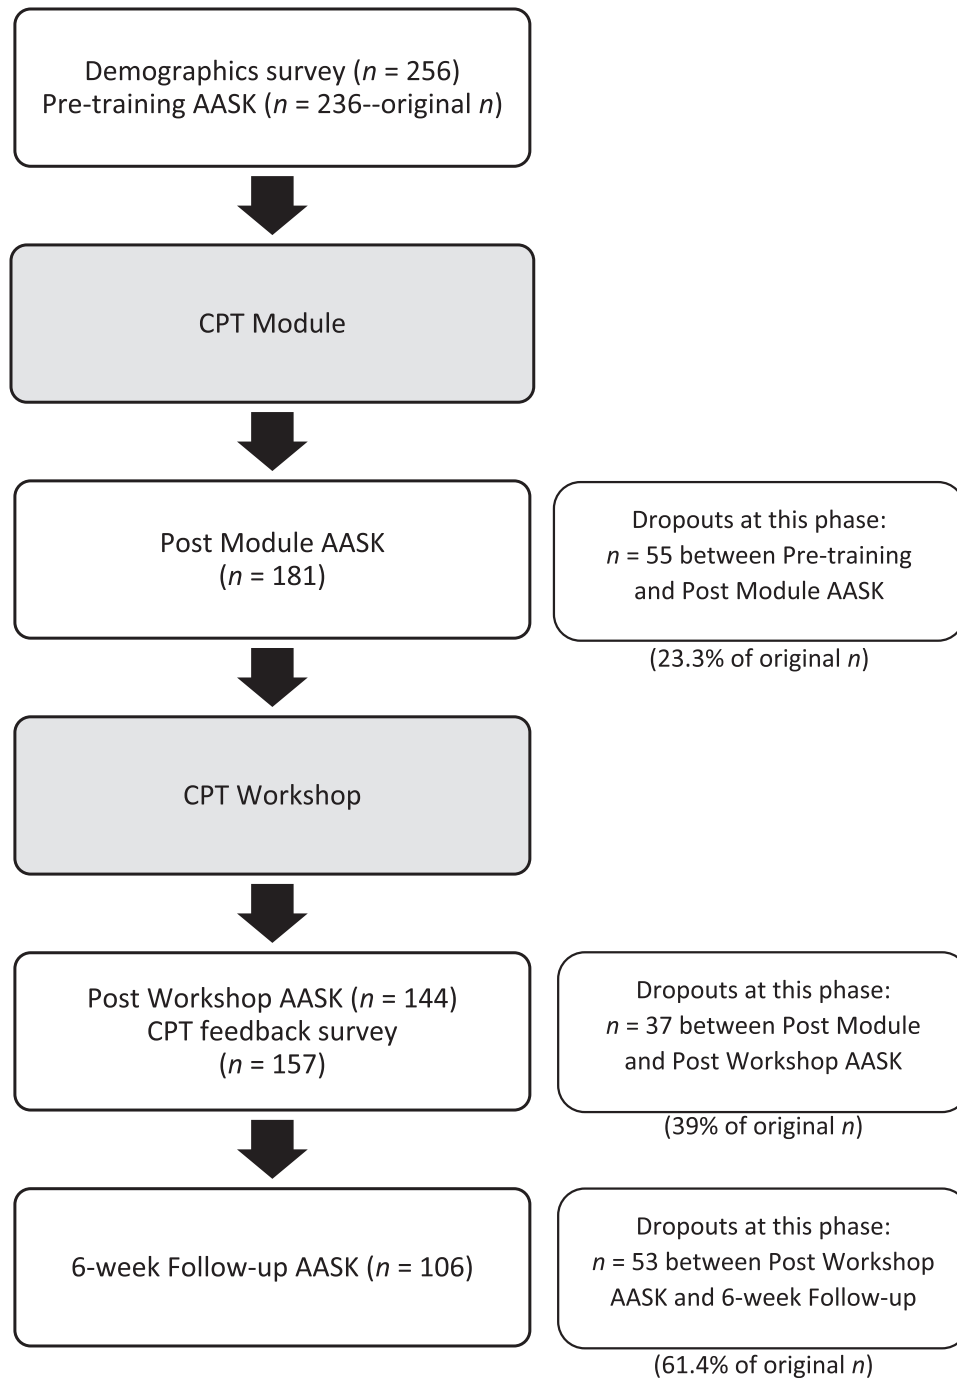 Demographics survey (n = 256)
Pre-training AASK (n = 236--original n)
CPT Module
Post Module AASK
(n = 181)
Dropouts at this phase:
n = 55 between Pre-training
and Post Module AASK
(23.3% of original n)
CPT Workshop
Post Workshop AASK (n = 144)
CPT feedback survey
(n = 157)
Dropouts at this phase:
n = 37 between Post Module
and Post Workshop AASK
(39% of original n)
6-week Follow-up AASK (n = 106)
Dropouts at this phase:
n = 53 between Post Workshop
AASK and 6-week Follow-up
(61.4% of original n)